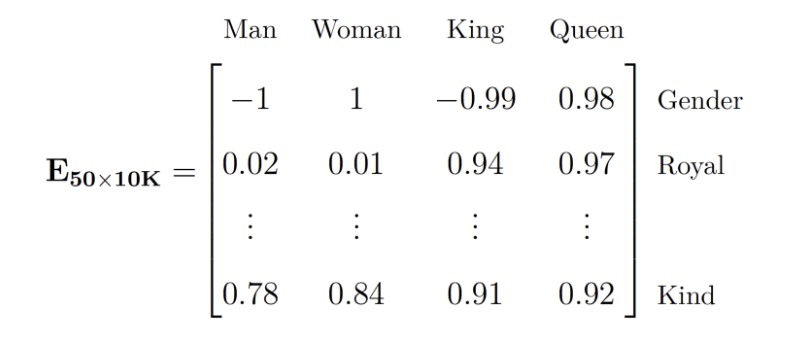 Man Woman King Queen
−1 1 −0.99 0.98 Gender
E50×10K = 0.02 0.01 0.94 0.97 Royal
⋮ ⋮ ⋮ ⋮
0.78 0.84 0.91 0.92 Kind